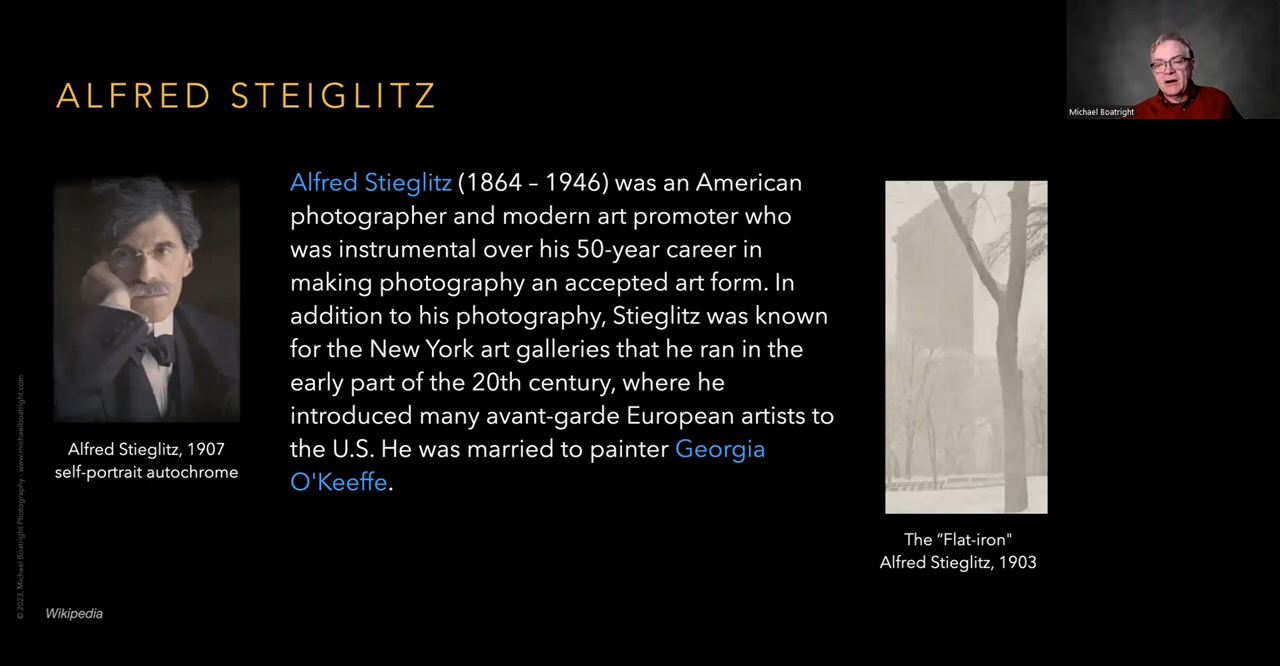 Michael Boatright
ALFRED STEIGLITZ
Alfred Stieglitz (1864 – 1946) was an American
photographer and modern art promoter who
was instrumental over his 50-year career in
making photography an accepted art form. In
addition to his photography, Stieglitz was known
for the New York art galleries that he ran in the
early part of the 20th century, where he
introduced many avant-garde European artists to
the U.S. He was married to painter Georgia
O'Keeffe.
Alfred Stieglitz, 1907
self-portrait autochrome
The “Flat-iron"
Alfred Stieglitz, 1903
© 2023, Michael Boatright Photography - www.michaelboatright.com
Wikipedia